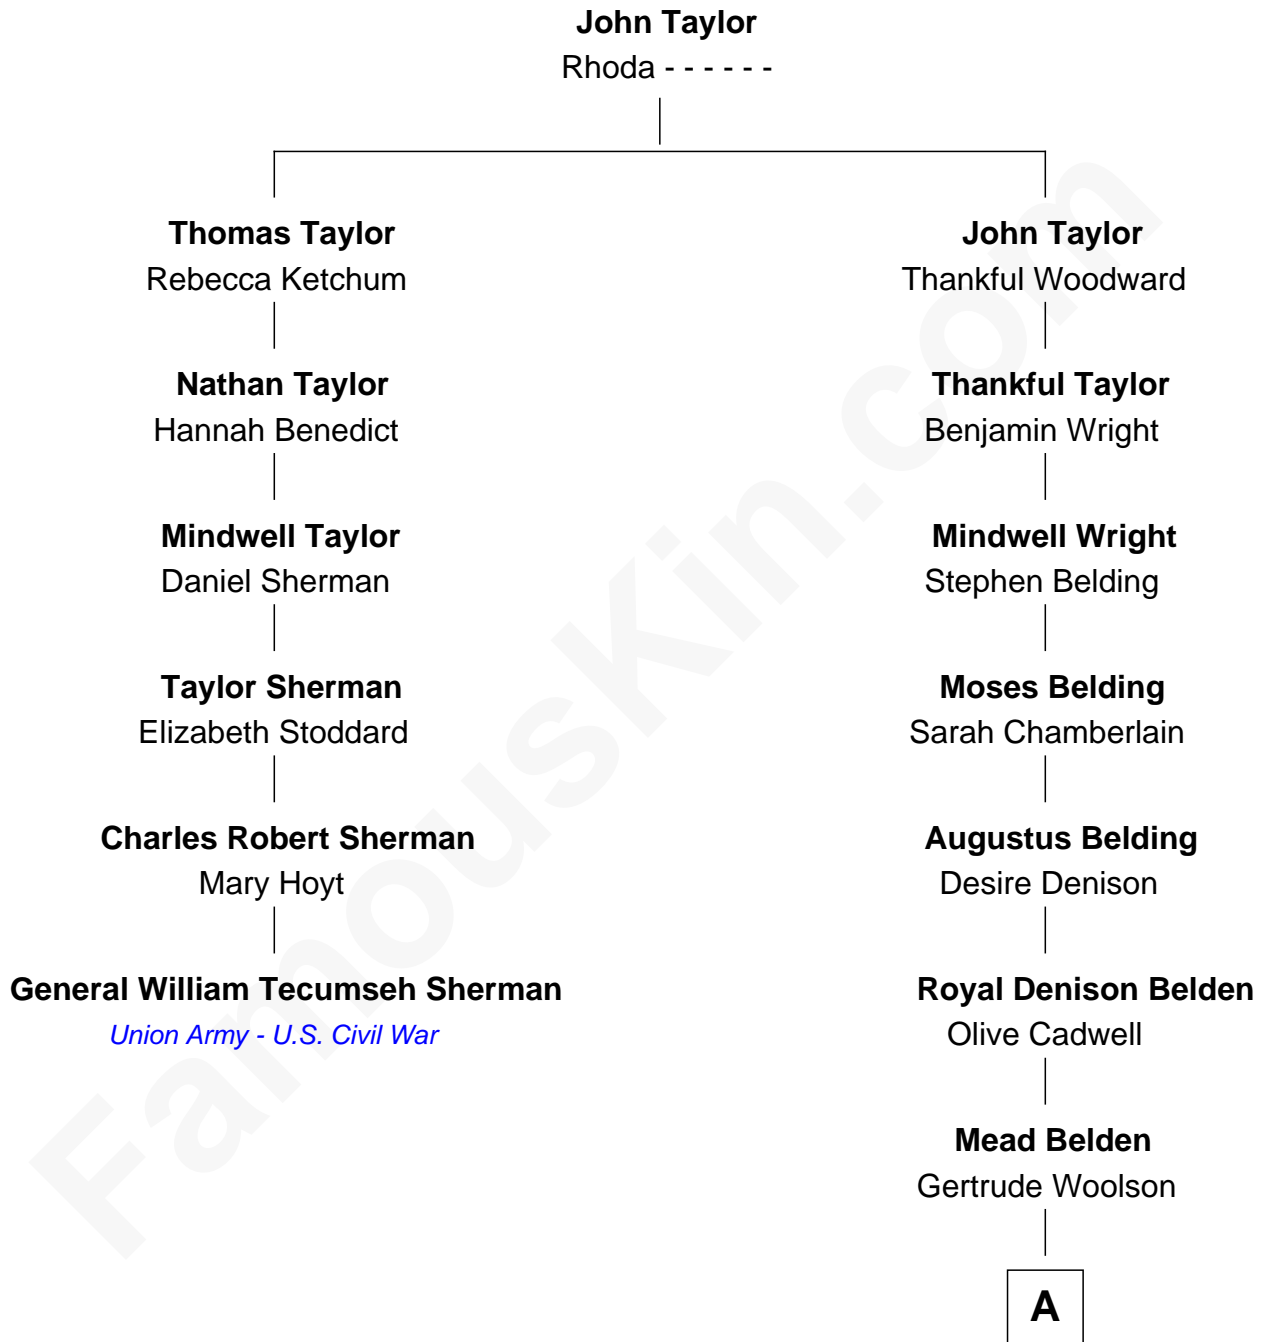 John Taylor
Rhoda - - - - - -
Thomas Taylor
Rebecca Ketchum
John Taylor
Thankful Woodward
Nathan Taylor
Hannah Benedict
Thankful Taylor
Benjamin Wright
Mindwell Taylor
Daniel Sherman
Mindwell Wright
Stephen Belding
Taylor Sherman
Elizabeth Stoddard
Moses Belding
Sarah Chamberlain
Charles Robert Sherman
Mary Hoyt
Augustus Belding
Desire Denison
General William Tecumseh Sherman
Union Army - U.S. Civil War
Royal Denison Belden
Olive Cadwell
Mead Belden
Gertrude Woolson
A
FamousKin.com